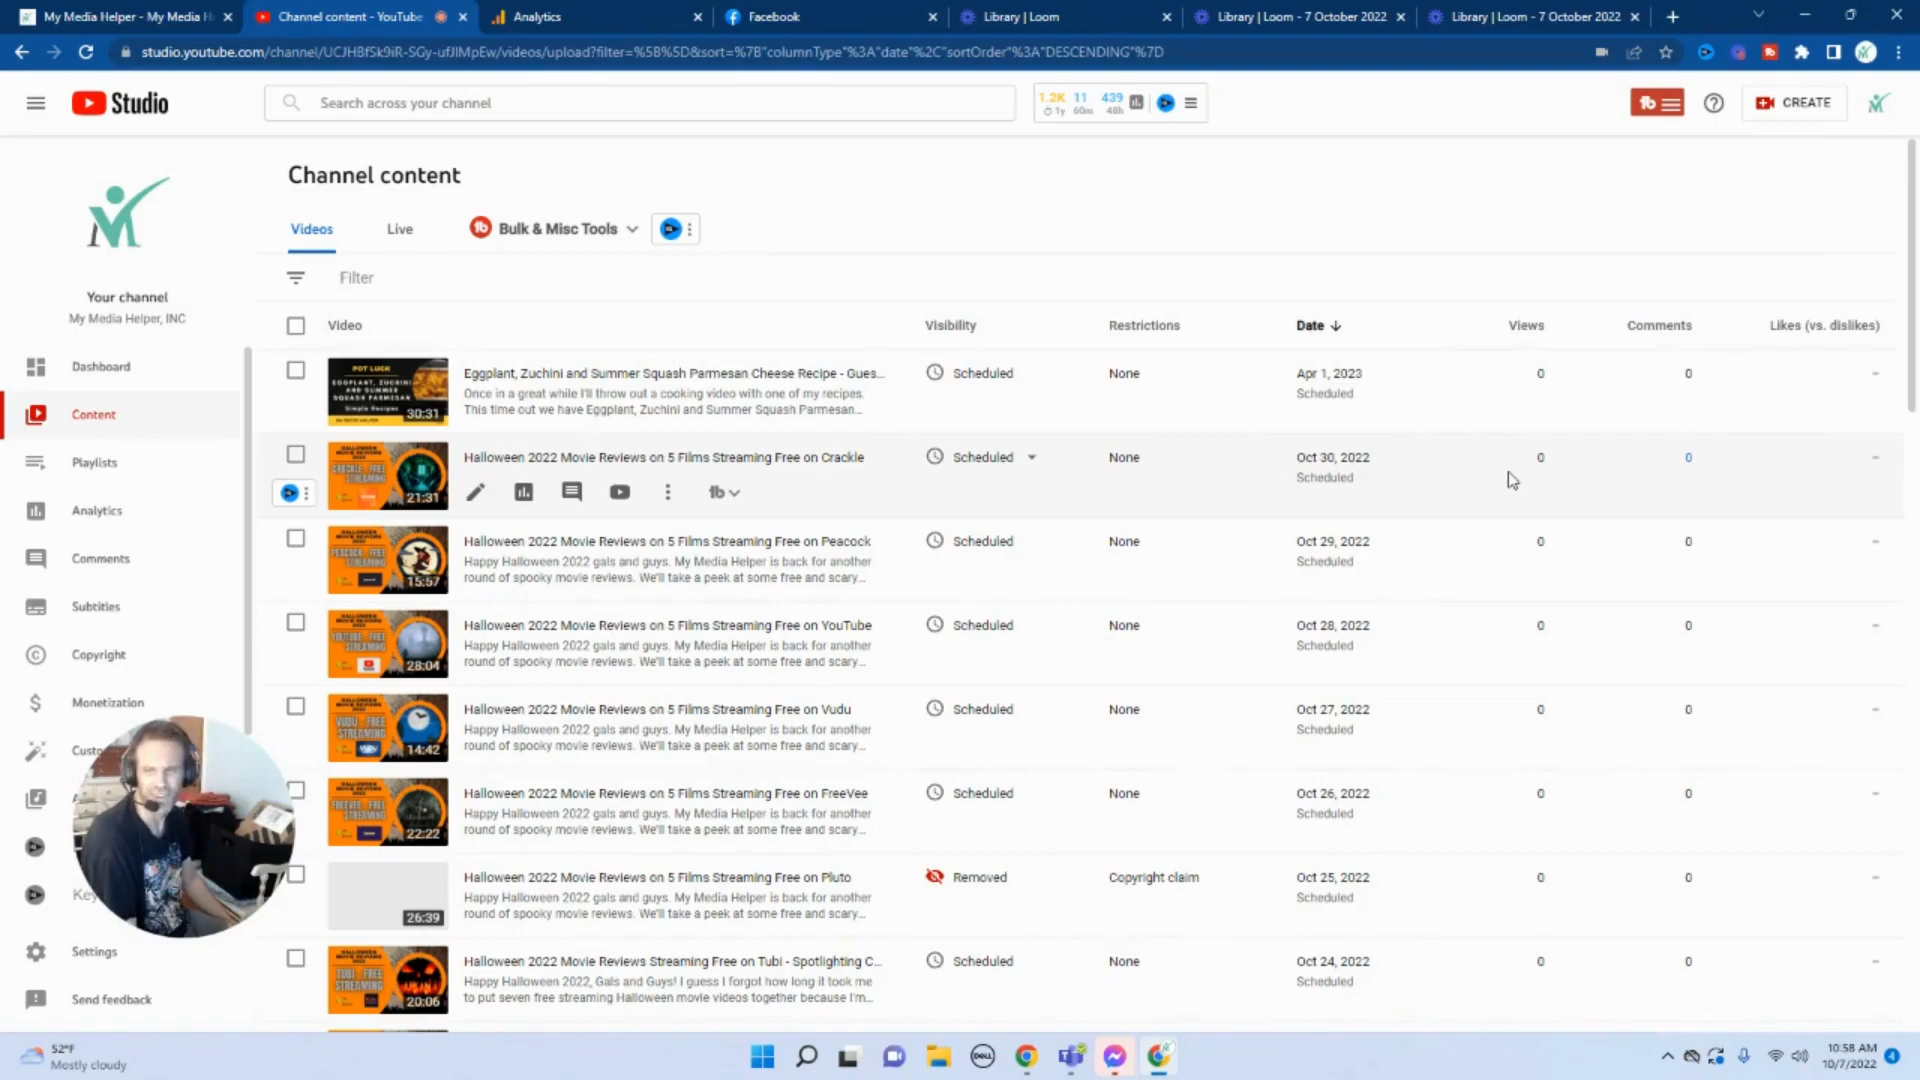 My Media Helper - My Media H
Channel content - YouTube
Analytics
Facebook
Library | Loom
Library | Loom - 7 October 2022
Library | Loom - 7 October 2022
studio.youtube.com/channel/UCJHBfSk9iR-SGy-ufJIMpEw/videos/upload?filter=%5B%5D&sort=%7B"columnType"%3A"date"%2C"sortOrder"%3A"DESCENDING"%7D
Studio
Search across your channel
1.2K 11 439
1y 60m 48h
CREATE
Channel content
Videos
Live
Bulk & Misc Tools
Filter
Your channel
My Media Helper, INC
Dashboard
Content
Playlists
Analytics
Comments
Subtitles
Copyright
Monetization
Settings
Send feedback
Video
Visibility
Restrictions
Date
Views
Comments
Likes (vs. dislikes)
POT LUCK
EGGPLANT, ZUCHINI
AND SUMMER
SQUASH PARMESAN
Simple Recipes
30:31
Eggplant, Zuchini and Summer Squash Parmesan Cheese Recipe - Gues...
Once in a great while I'll throw out a cooking video with one of my recipes.
This time out we have Eggplant, Zuchini and Summer Squash Parmesan...
Scheduled
None
Apr 1, 2023
Scheduled
0
0
–
21:31
Halloween 2022 Movie Reviews on 5 Films Streaming Free on Crackle
Scheduled
None
Oct 30, 2022
Scheduled
0
0
–
15:57
Halloween 2022 Movie Reviews on 5 Films Streaming Free on Peacock
Happy Halloween 2022 gals and guys. My Media Helper is back for another
round of spooky movie reviews. We'll take a peek at some free and scary...
Scheduled
None
Oct 29, 2022
Scheduled
0
0
–
28:04
Halloween 2022 Movie Reviews on 5 Films Streaming Free on YouTube
Happy Halloween 2022 gals and guys. My Media Helper is back for another
round of spooky movie reviews. We'll take a peek at some free and scary...
Scheduled
None
Oct 28, 2022
Scheduled
0
0
–
14:42
Halloween 2022 Movie Reviews on 5 Films Streaming Free on Vudu
Happy Halloween 2022 gals and guys. My Media Helper is back for another
round of spooky movie reviews. We'll take a peek at some free and scary...
Scheduled
None
Oct 27, 2022
Scheduled
0
0
–
22:22
Halloween 2022 Movie Reviews on 5 Films Streaming Free on FreeVee
Happy Halloween 2022 gals and guys. My Media Helper is back for another
round of spooky movie reviews. We'll take a peek at some free and scary...
Scheduled
None
Oct 26, 2022
Scheduled
0
0
–
26:39
Halloween 2022 Movie Reviews on 5 Films Streaming Free on Pluto
Happy Halloween 2022 gals and guys. My Media Helper is back for another
round of spooky movie reviews. We'll take a peek at some free and scary...
Removed
Copyright claim
Oct 25, 2022
Scheduled
0
0
–
20:06
Halloween 2022 Movie Reviews Streaming Free on Tubi - Spotlighting C...
Happy Halloween 2022, Gals and Guys! I guess I forgot how long it took me
to put seven free streaming Halloween movie videos together because I'm...
Scheduled
None
Oct 24, 2022
Scheduled
0
0
–
52°F
Mostly cloudy
DELL
10:58 AM
10/7/2022
4